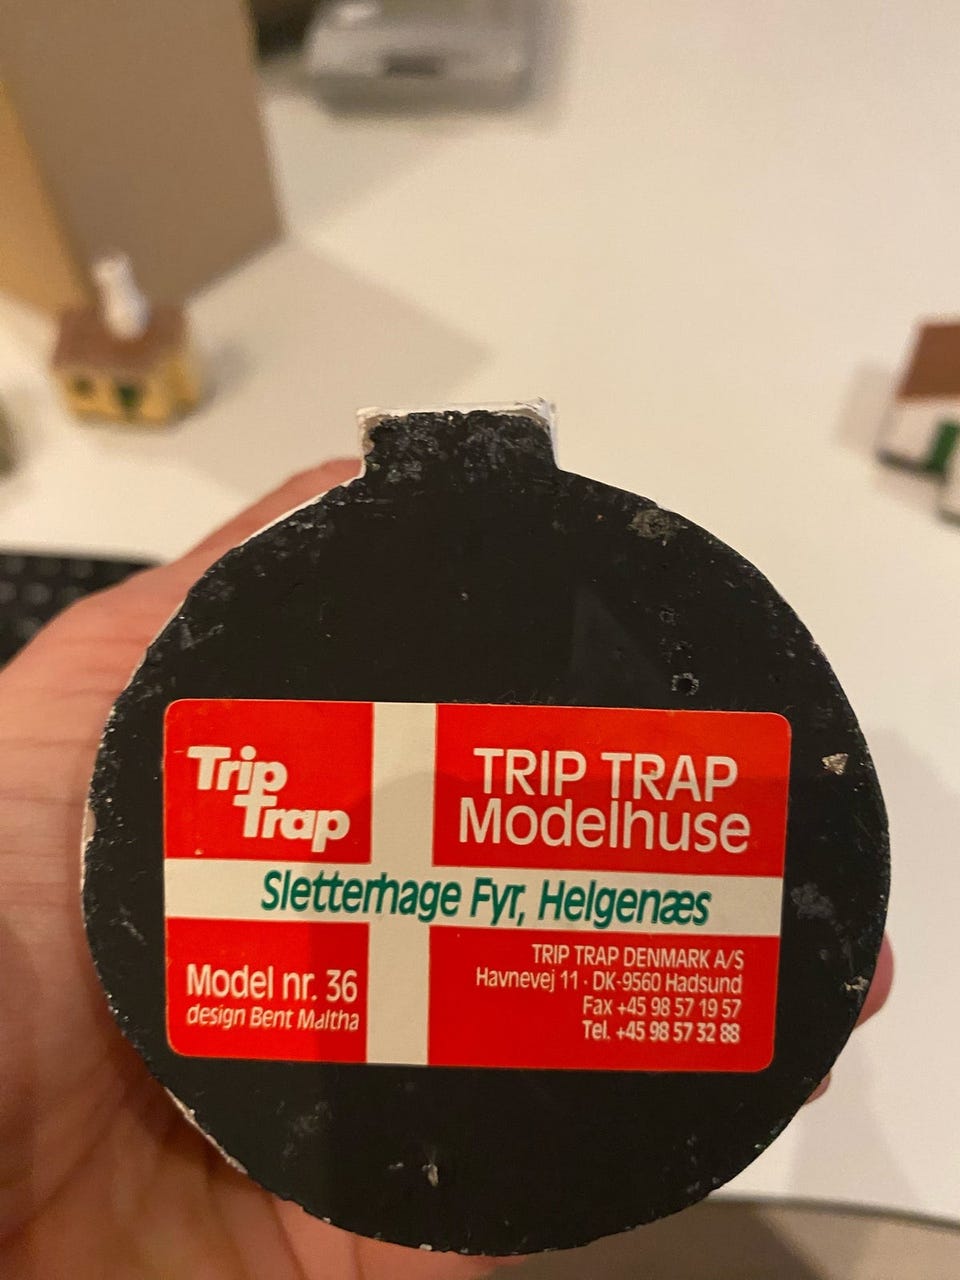 Trip
Trap
TRIP TRAP
Modelhuse
Sletterhage Fyr, Helgenæs
Model nr. 36
design Bent Maltha
TRIP TRAP DENMARK A/S
Havnevej 11 · DK-9560 Hadsund
Fax +45 98 57 19 57
Tel. +45 98 57 32 88